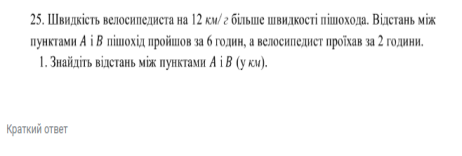 25. Швидкість велосипедиста на 12 км/г більше швидкості пішохода. Відстань між
пунктами A і B пішохід пройшов за 6 годин, а велосипедист проїхав за 2 години.
1. Знайдіть відстань між пунктами A і B (у км).
Краткий ответ